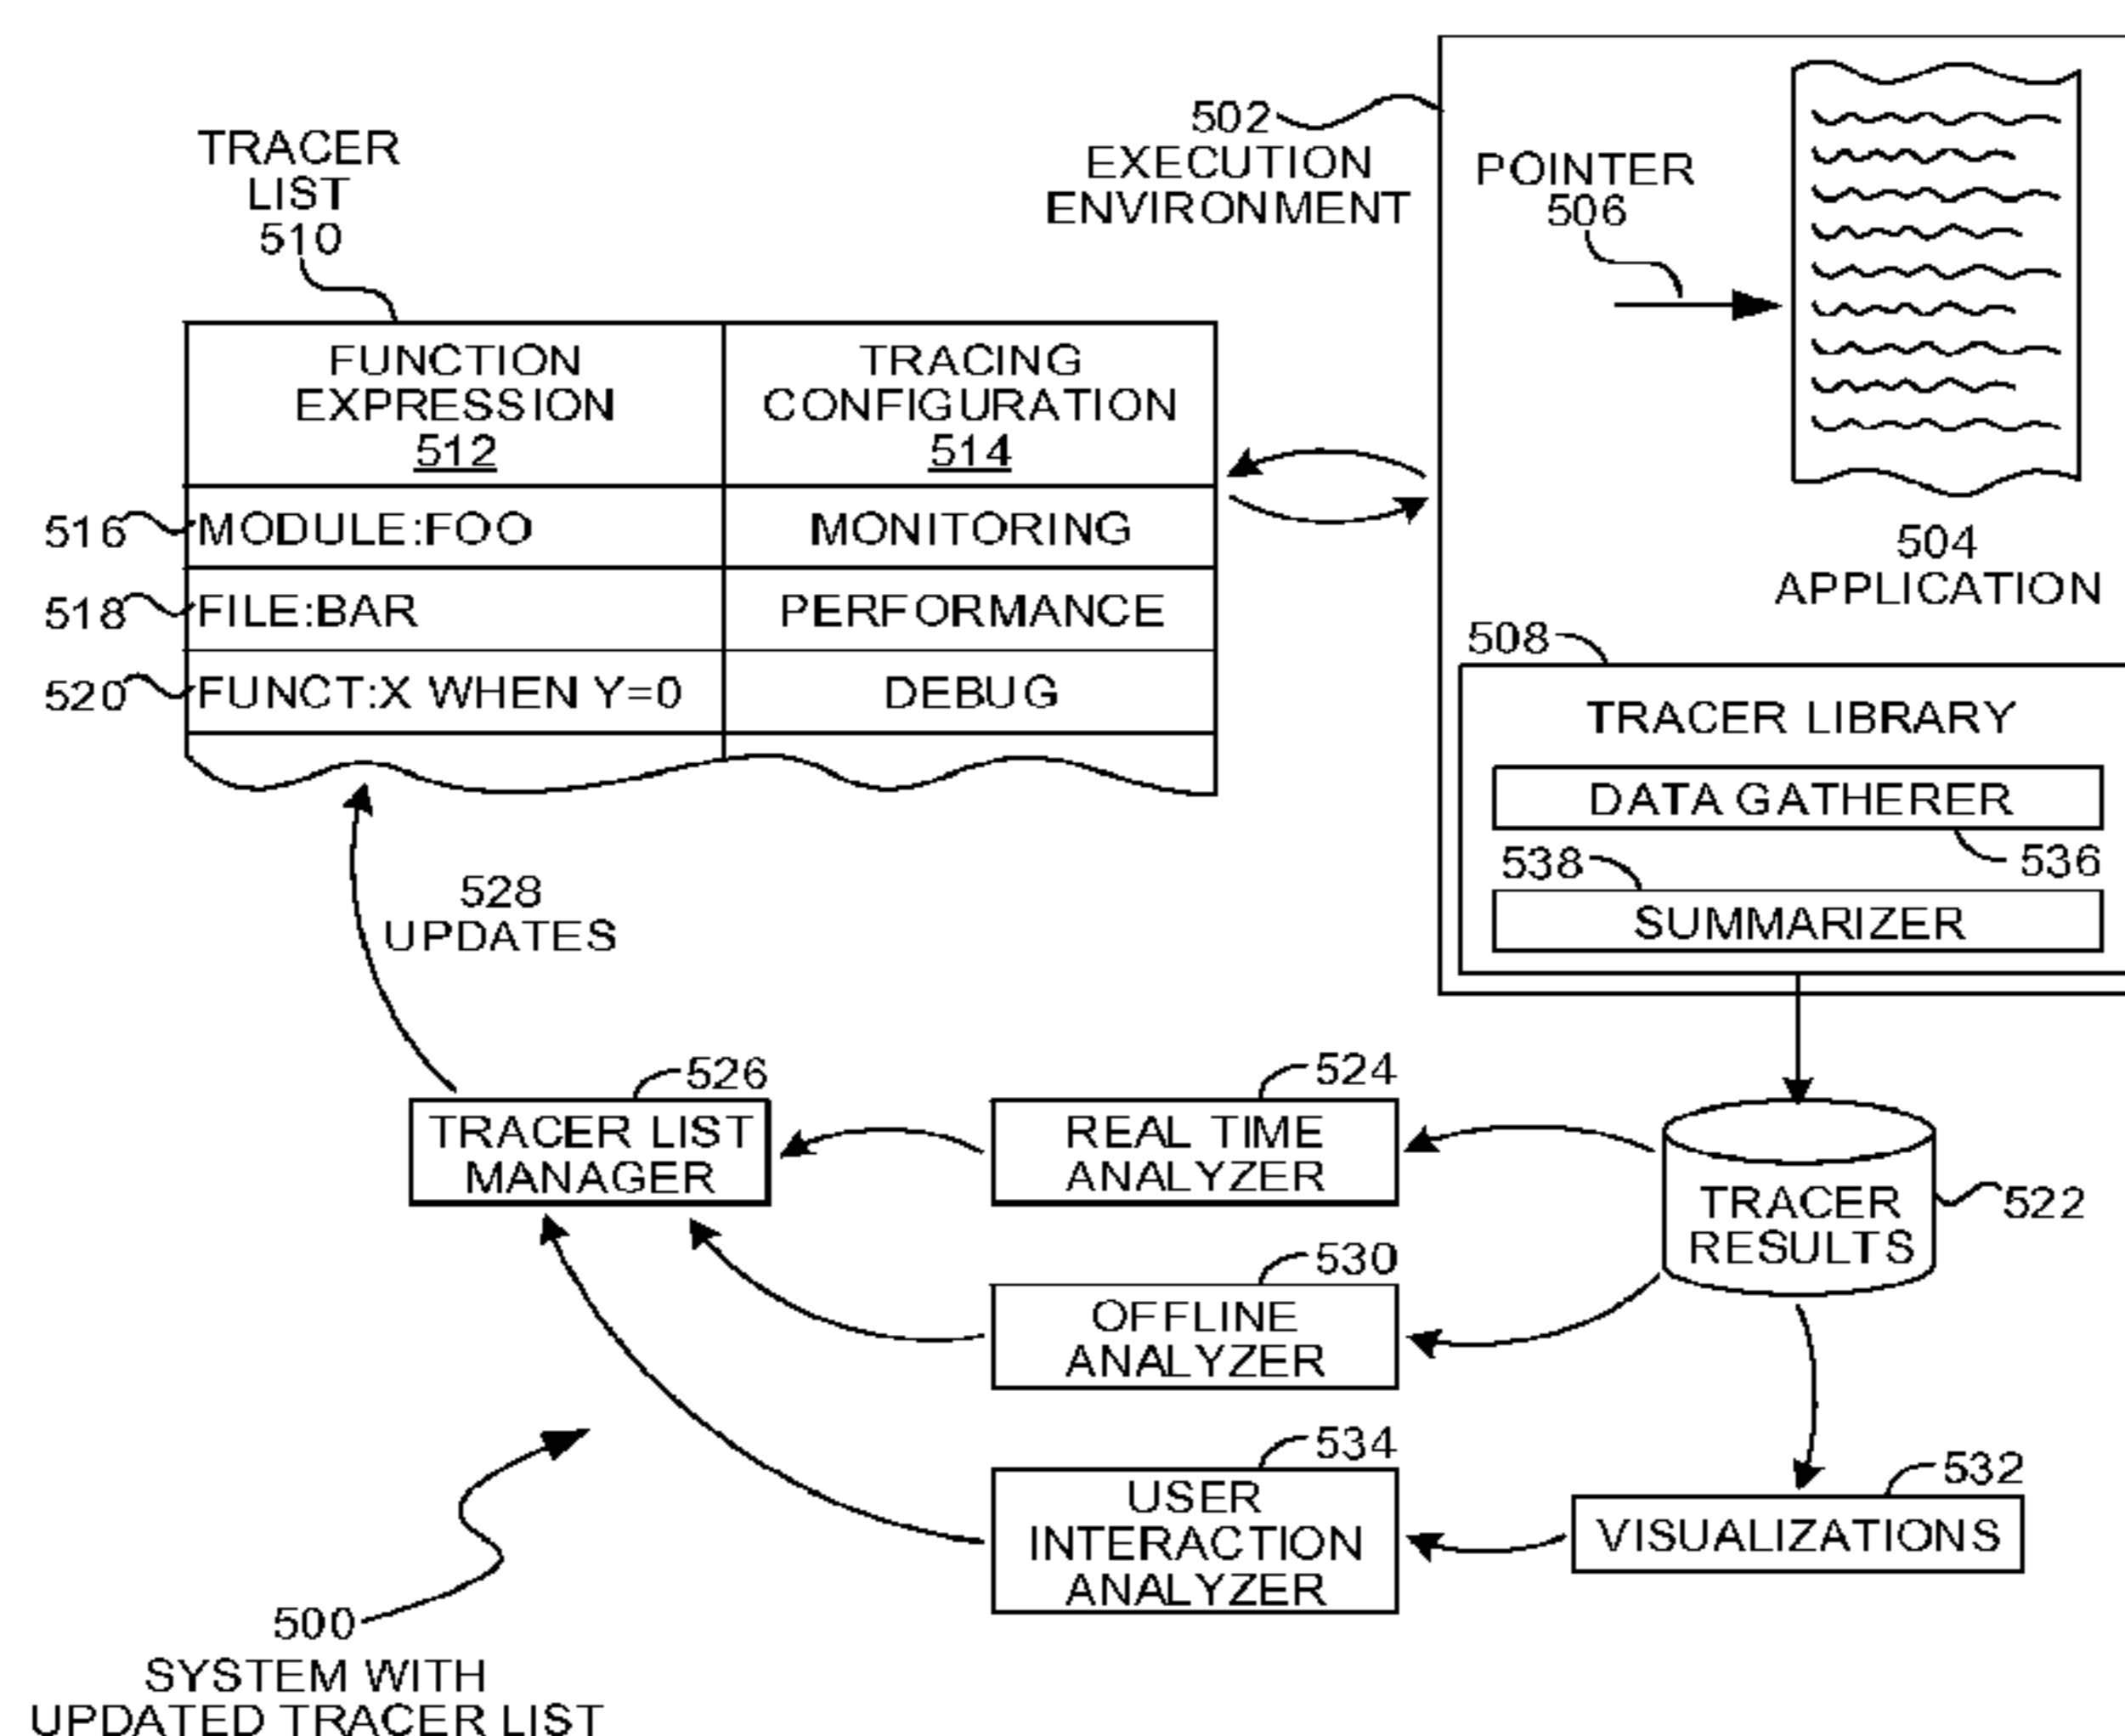 TRACER
LIST
510
502
EXECUTION
ENVIRONMENT
POINTER
506
504
APPLICATION
FUNCTION
EXPRESSION
512
TRACING
CONFIGURATION
514
516
MODULE:FOO
MONITORING
518
FILE:BAR
PERFORMANCE
520
FUNCT:X WHEN Y=0
DEBUG
508
TRACER LIBRARY
DATA GATHERER
536
538
SUMMARIZER
528
UPDATES
526
TRACER LIST
MANAGER
524
REAL TIME
ANALYZER
TRACER
RESULTS
522
530
OFFLINE
ANALYZER
534
USER
INTERACTION
ANALYZER
532
VISUALIZATIONS
500
SYSTEM WITH
UPDATED TRACER LIST